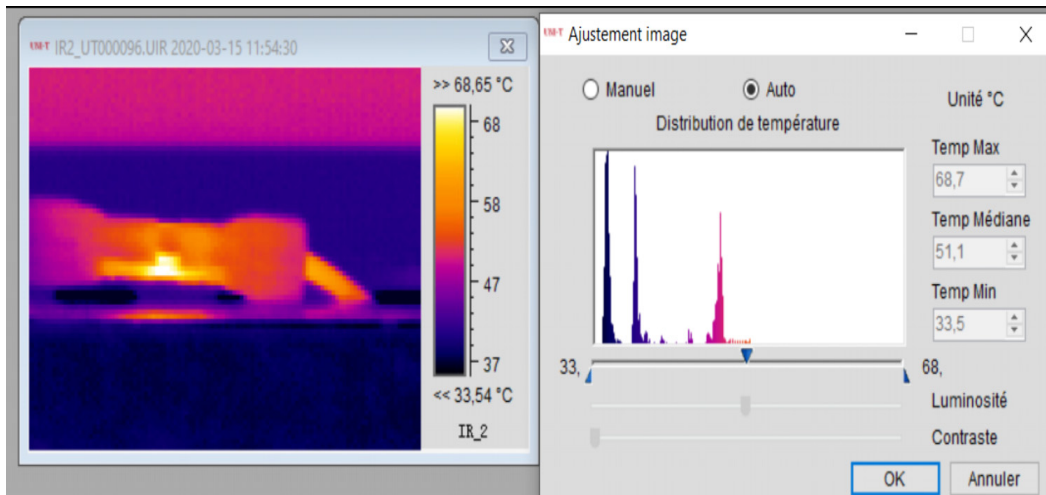 UNI-T IR2_UT000096.UIR 2020-03-15 11:54:30
>> 68,65 °C
68
58
47
37
<< 33,54 °C
IR_2
UNI-T Ajustement image
Manuel
Auto
Unité °C
Distribution de température
Temp Max
68,7
Temp Médiane
51,1
Temp Min
33,5
33,
68,
Luminosité
Contraste
OK
Annuler